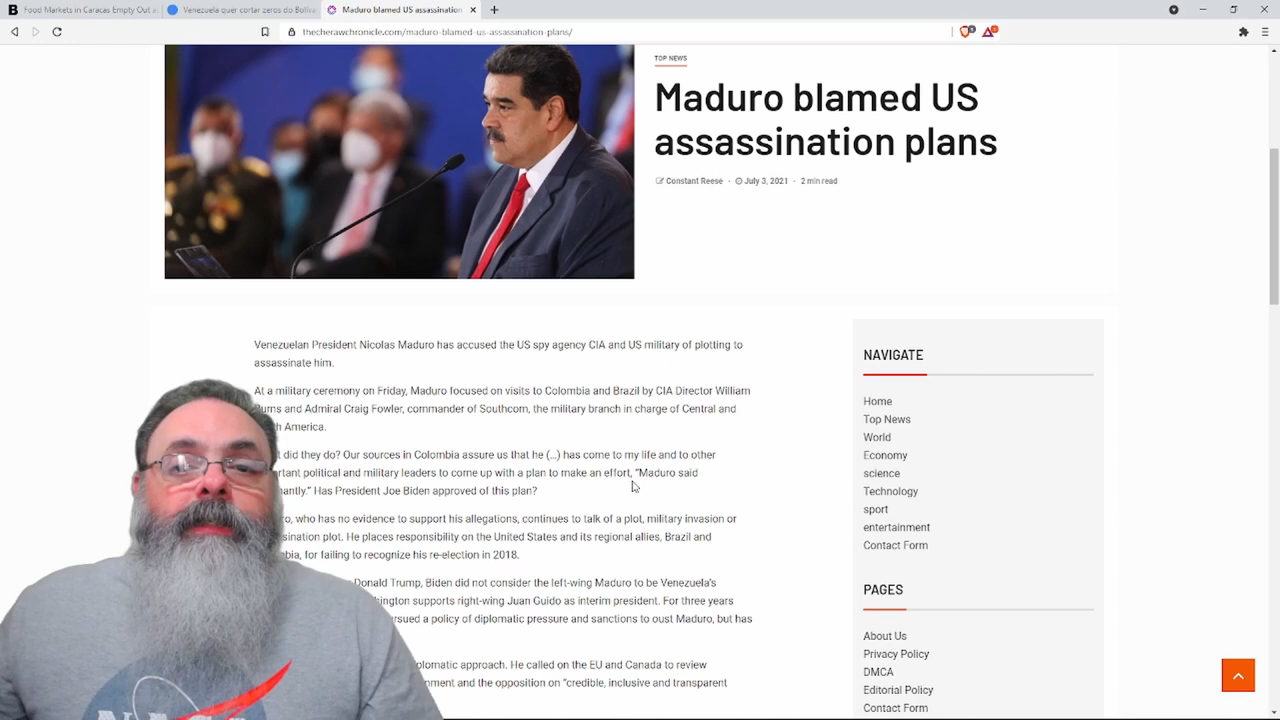 Food Markets in Caracas Empty Out a
Venezuela quer cortar zeros do Boliva
Maduro blamed US assassination
thecherawchronicle.com/maduro-blamed-us-assassination-plans/
TOP NEWS
Maduro blamed US
assassination plans
Constant Reese · July 3, 2021 · 2 min read
Venezuelan President Nicolas Maduro has accused the US spy agency CIA and US military of plotting to
assassinate him.
At a military ceremony on Friday, Maduro focused on visits to Colombia and Brazil by CIA Director William
Burns and Admiral Craig Fowler, commander of Southcom, the military branch in charge of Central and
America.
did they do? Our sources in Colombia assure us that he (...) has come to my life and to other
political and military leaders to come up with a plan to make an effort, “Maduro said
Has President Joe Biden approved of this plan?
who has no evidence to support his allegations, continues to talk of a plot, military invasion or
plot. He places responsibility on the United States and its regional allies, Brazil and
for failing to recognize his re-election in 2018.
Donald Trump, Biden did not consider the left-wing Maduro to be Venezuela’s
supports right-wing Juan Guido as interim president. For three years
a policy of diplomatic pressure and sanctions to oust Maduro, but has
approach. He called on the EU and Canada to review
and the opposition on “credible, inclusive and transparent
NAVIGATE
Home
Top News
World
Economy
science
Technology
sport
entertainment
Contact Form
PAGES
About Us
Privacy Policy
DMCA
Editorial Policy
Contact Form